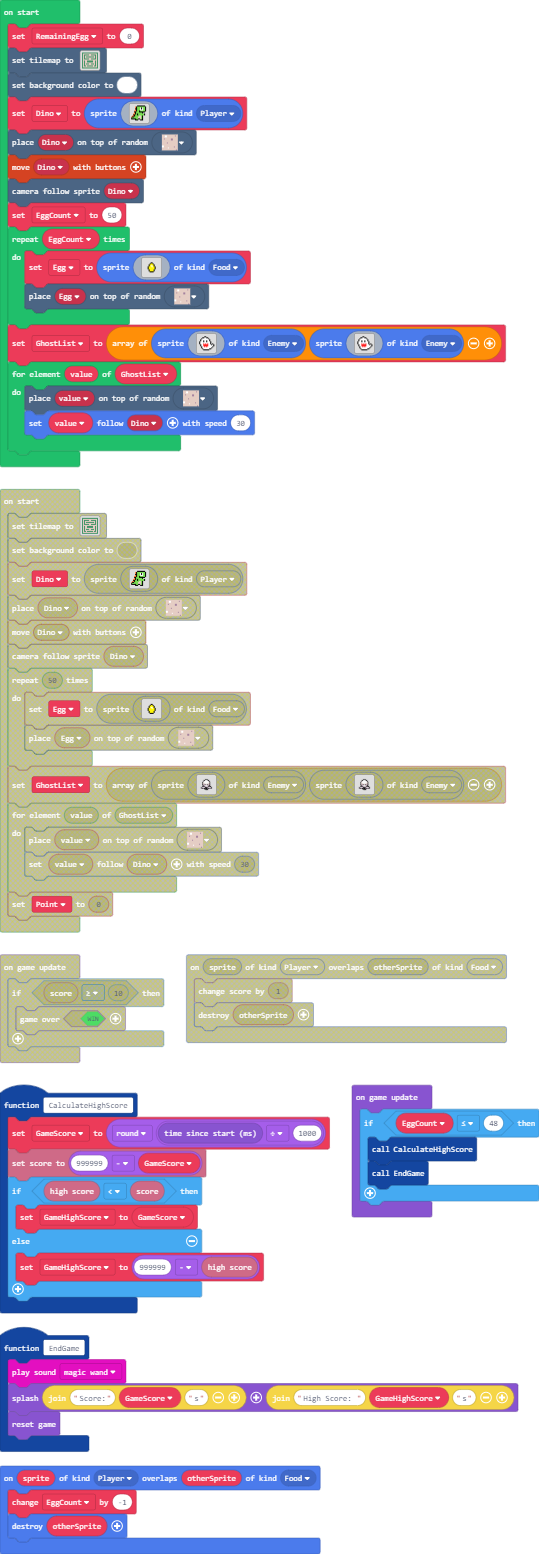 on start
set RemainingEgg to 0
set tilemap to
set background color to
set Dino to sprite of kind Player
place Dino on top of random
move Dino with buttons
camera follow sprite Dino
set EggCount to 50
repeat EggCount times
do
set Egg to sprite of kind Food
place Egg on top of random
set GhostList to array of sprite of kind Enemy sprite of kind Enemy
for element value of GhostList
do
place value on top of random
set value follow Dino with speed 30
on start
set tilemap to
set background color to
set Dino to sprite of kind Player
place Dino on top of random
move Dino with buttons
camera follow sprite Dino
repeat 50 times
do
set Egg to sprite of kind Food
place Egg on top of random
set GhostList to array of sprite of kind Enemy sprite of kind Enemy
for element value of GhostList
do
place value on top of random
set value follow Dino with speed 30
set Point to 0
on game update
if score ≥ 10 then
game over WIN
on sprite of kind Player overlaps otherSprite of kind Food
change score by 1
destroy otherSprite
function CalculateHighScore
set GameScore to round time since start (ms) ÷ 1000
set score to 999999 - GameScore
if high score < score then
set GameHighScore to GameScore
else
set GameHighScore to 999999 - high score
on game update
if EggCount ≤ 48 then
call CalculateHighScore
call EndGame
function EndGame
play sound magic wand
splash join "Score:" GameScore "s" join "High Score: " GameHighScore "s"
reset game
on sprite of kind Player overlaps otherSprite of kind Food
change EggCount by -1
destroy otherSprite